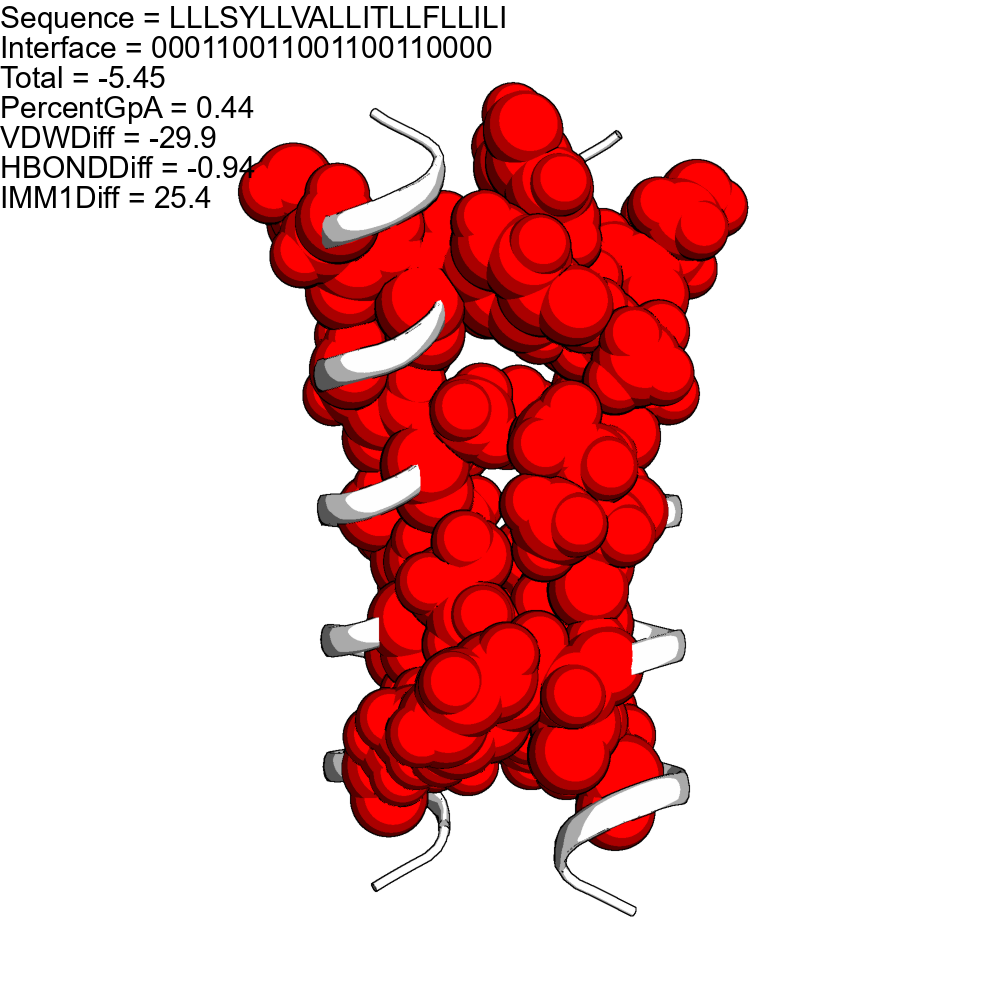 Sequence = LLLSYLLVALLITLLFLLILI
Interface = 000110011001100110000
Total = -5.45
PercentGpA = 0.44
VDWDiff = -29.9
HBONDDiff = -0.94
IMM1Diff = 25.4